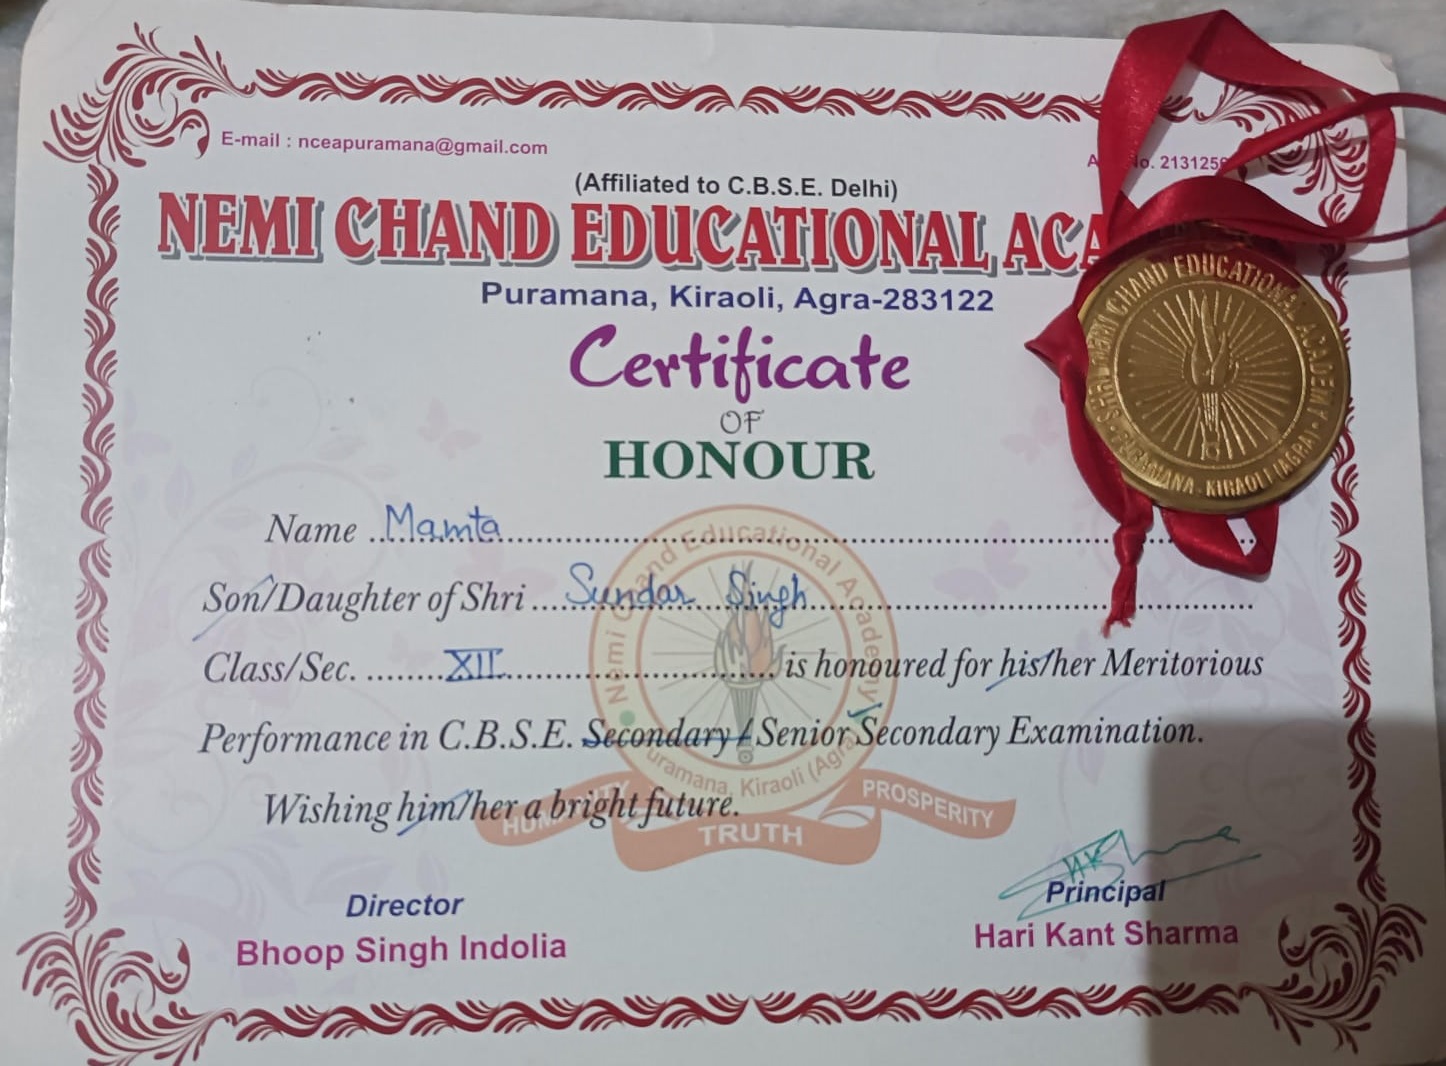 E-mail : nceapuramana@gmail.com
No. 213125
(Affiliated to C.B.S.E. Delhi)
NEMI CHAND EDUCATIONAL ACA
Puramana, Kiraoli, Agra-283122
Certificate
OF
HONOUR
Name Mamta
Son/Daughter of Shri Sundar Singh
Class/Sec. XII is honoured for his/her Meritorious
Performance in C.B.S.E. Secondary / Senior Secondary Examination.
Wishing him/her a bright future.
Nemi Chand Educational Academy
Puramana, Kiraoli (Agra)
HUMANITY TRUTH PROSPERITY
Director
Bhoop Singh Indolia
Principal
Hari Kant Sharma
SHRI NEMI CHAND EDUCATIONAL ACADEMY
PURAMANA - KIRAOLI (AGRA)